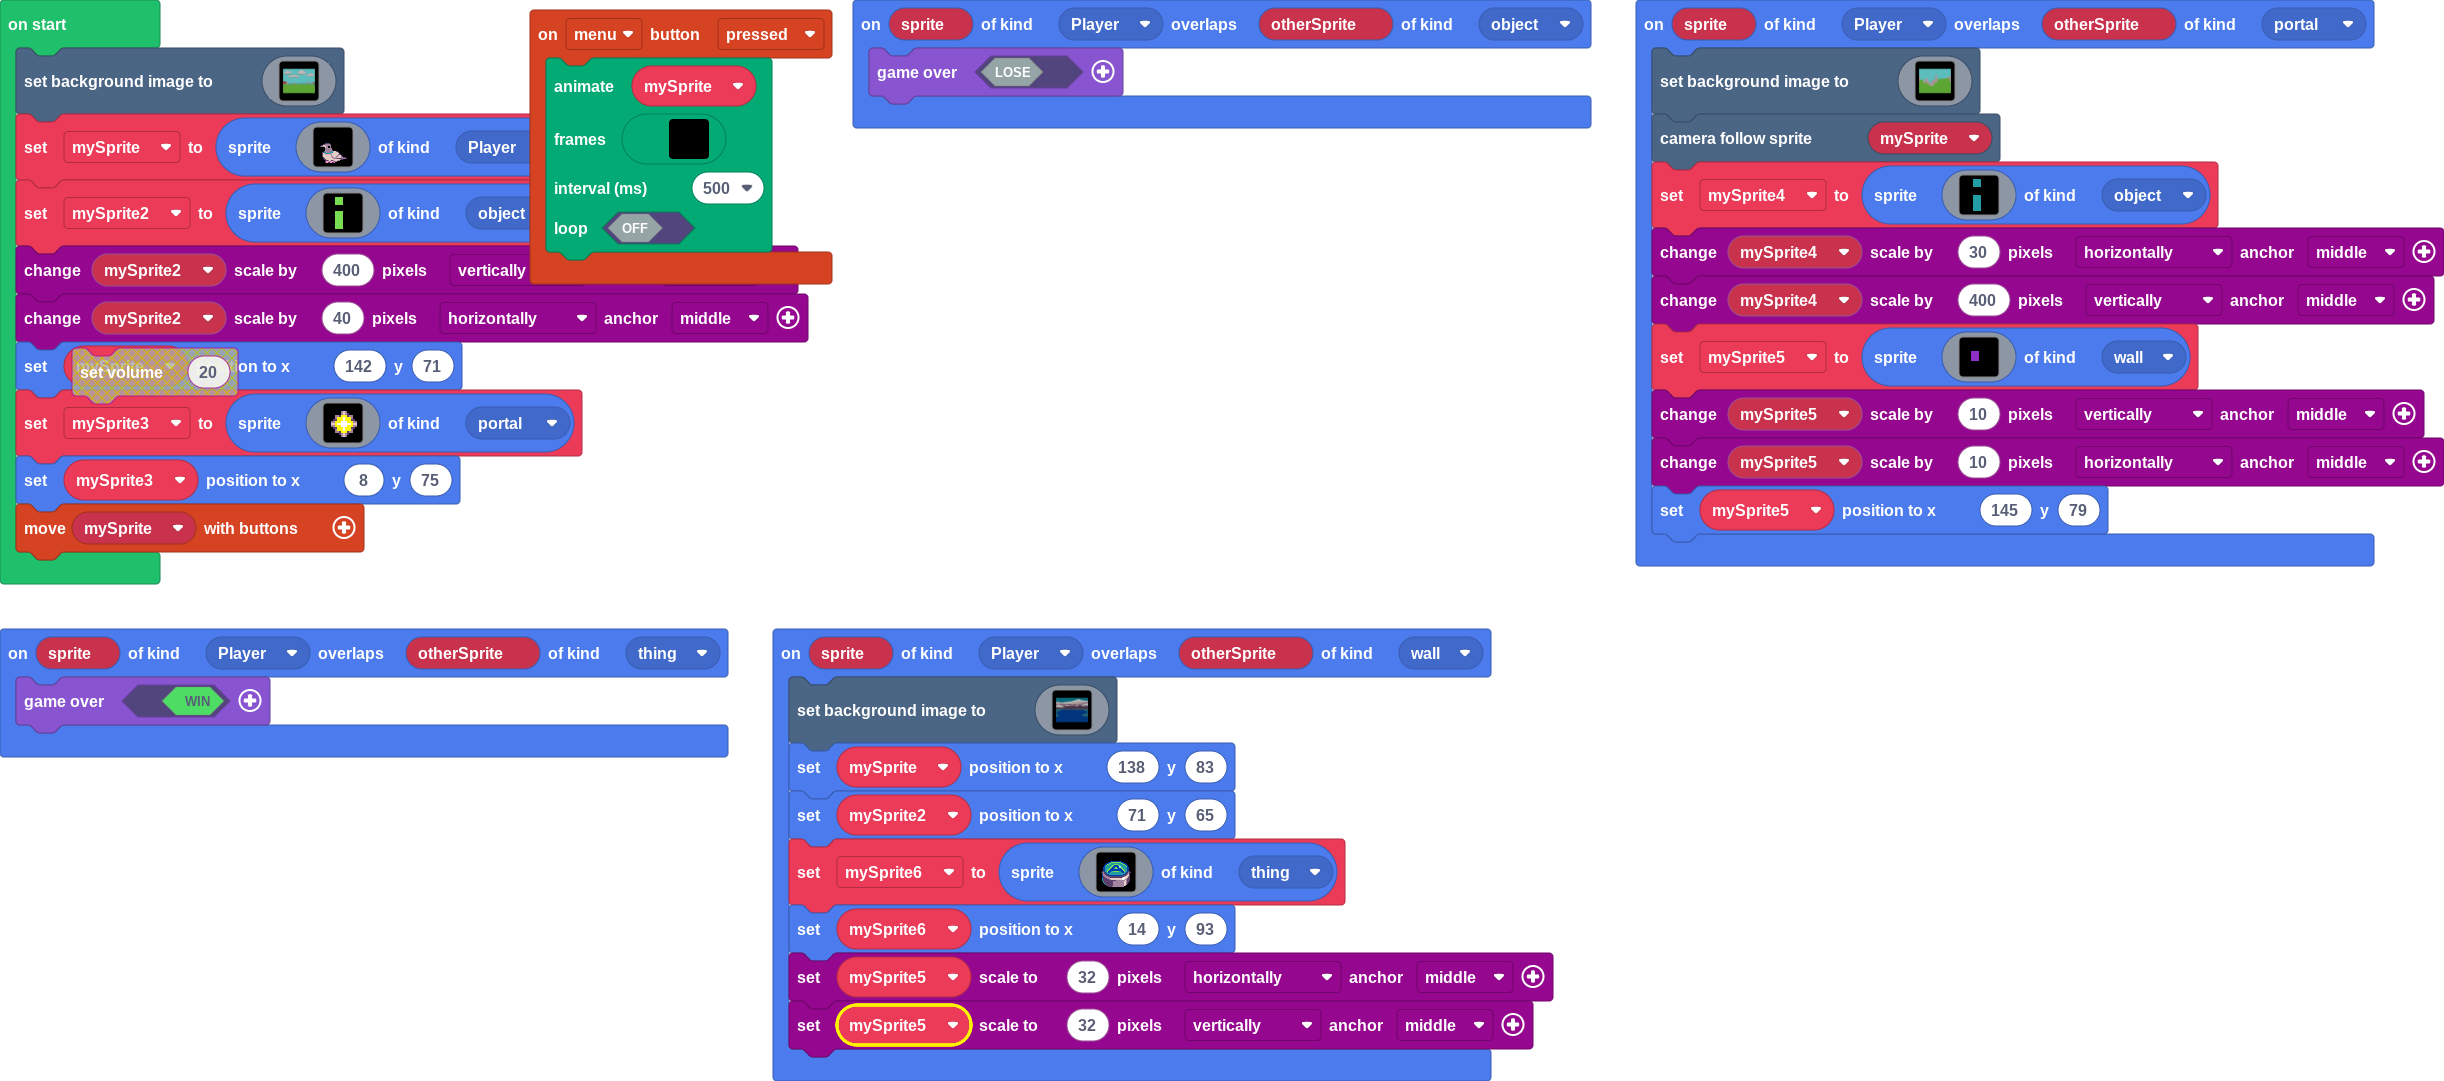 on start
set background image to
set mySprite to sprite of kind Player
set mySprite2 to sprite of kind object
change mySprite2 scale by 400 pixels vertically
change mySprite2 scale by 40 pixels horizontally anchor middle
set position to x 142 y 71
set volume 20
set mySprite3 to sprite of kind portal
set mySprite3 position to x 8 y 75
move mySprite with buttons
on menu button pressed
animate mySprite
frames
interval (ms) 500
loop OFF
on sprite of kind Player overlaps otherSprite of kind object
game over LOSE
on sprite of kind Player overlaps otherSprite of kind portal
set background image to
camera follow sprite mySprite
set mySprite4 to sprite of kind object
change mySprite4 scale by 30 pixels horizontally anchor middle
change mySprite4 scale by 400 pixels vertically anchor middle
set mySprite5 to sprite of kind wall
change mySprite5 scale by 10 pixels vertically anchor middle
change mySprite5 scale by 10 pixels horizontally anchor middle
set mySprite5 position to x 145 y 79
on sprite of kind Player overlaps otherSprite of kind thing
game over WIN
on sprite of kind Player overlaps otherSprite of kind wall
set background image to
set mySprite position to x 138 y 83
set mySprite2 position to x 71 y 65
set mySprite6 to sprite of kind thing
set mySprite6 position to x 14 y 93
set mySprite5 scale to 32 pixels horizontally anchor middle
set mySprite5 scale to 32 pixels vertically anchor middle